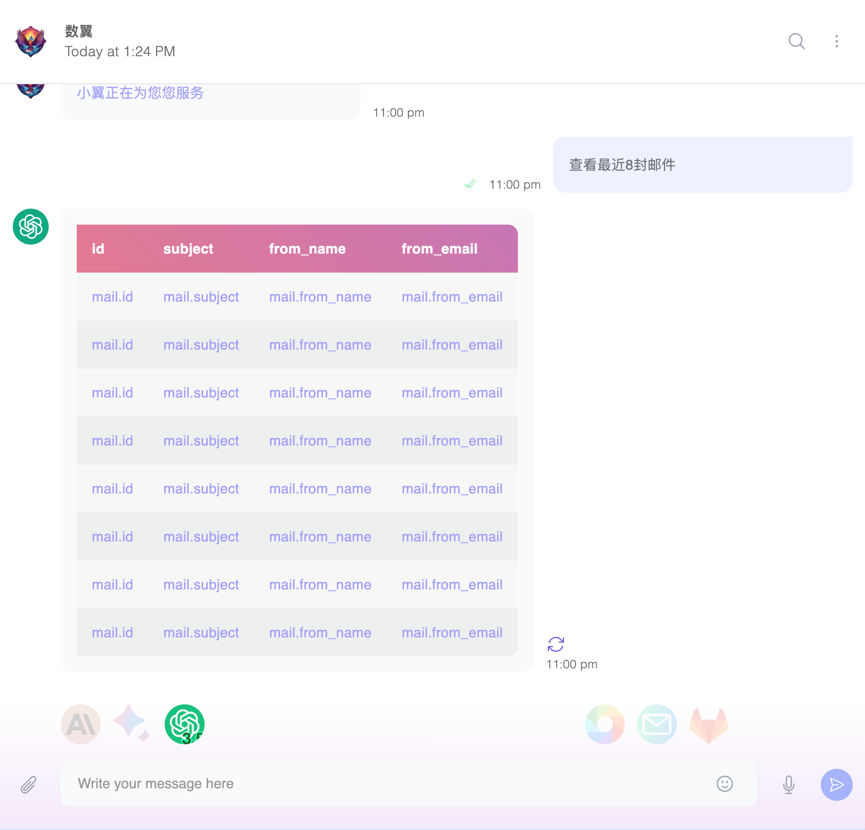 数翼
Today at 1:24 PM
小翼正在为您您服务
11:00 pm
查看最近8封邮件
11:00 pm
id subject from_name from_email
mail.id mail.subject mail.from_name mail.from_email
mail.id mail.subject mail.from_name mail.from_email
mail.id mail.subject mail.from_name mail.from_email
mail.id mail.subject mail.from_name mail.from_email
mail.id mail.subject mail.from_name mail.from_email
mail.id mail.subject mail.from_name mail.from_email
mail.id mail.subject mail.from_name mail.from_email
mail.id mail.subject mail.from_name mail.from_email
11:00 pm
Write your message here